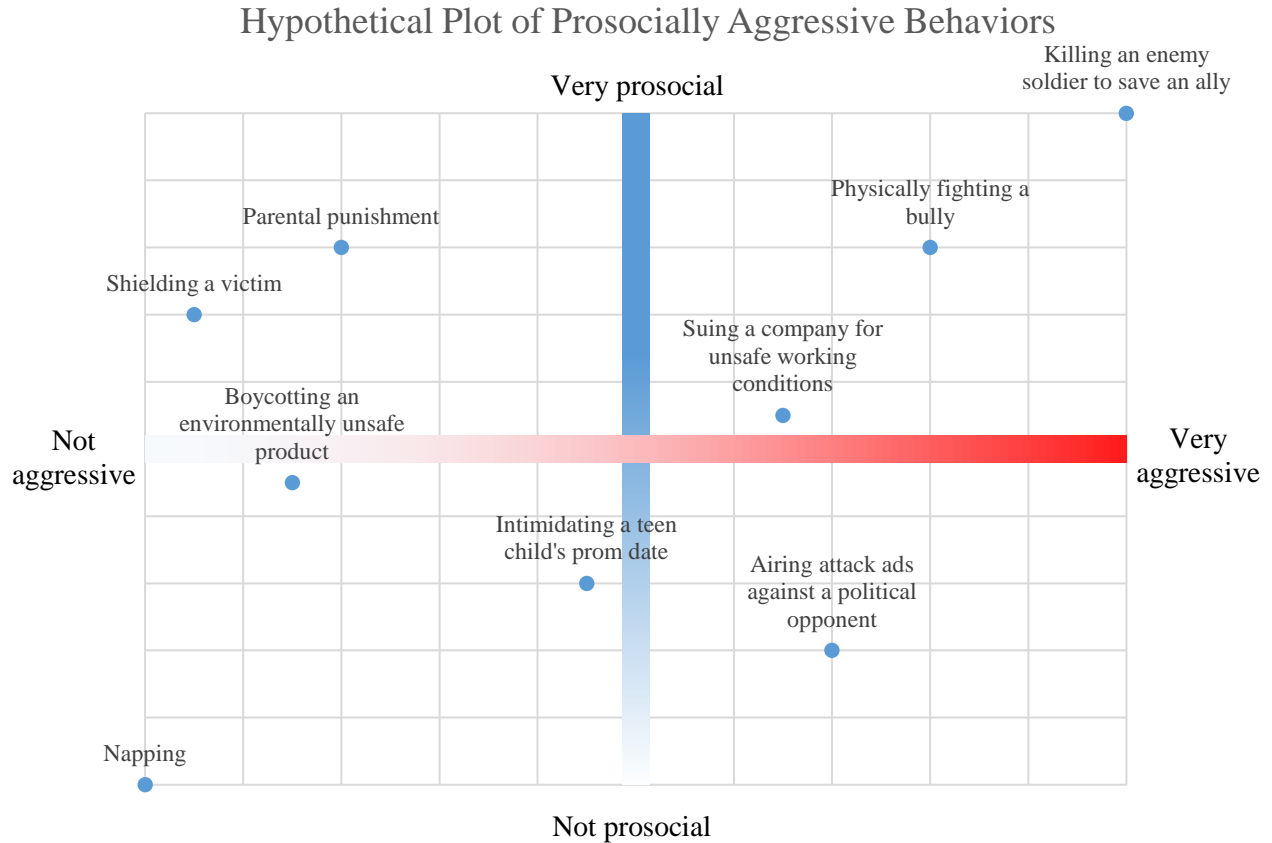 Hypothetical Plot of Prosocially Aggressive Behaviors
Killing an enemy
soldier to save an ally
Very prosocial
Physically fighting a
bully
Parental punishment
Shielding a victim
Suing a company for
unsafe working
conditions
Boycotting an
environmentally unsafe
product
Not
aggressive
Very
aggressive
Intimidating a teen
child's prom date
Airing attack ads
against a political
opponent
Napping
Not prosocial